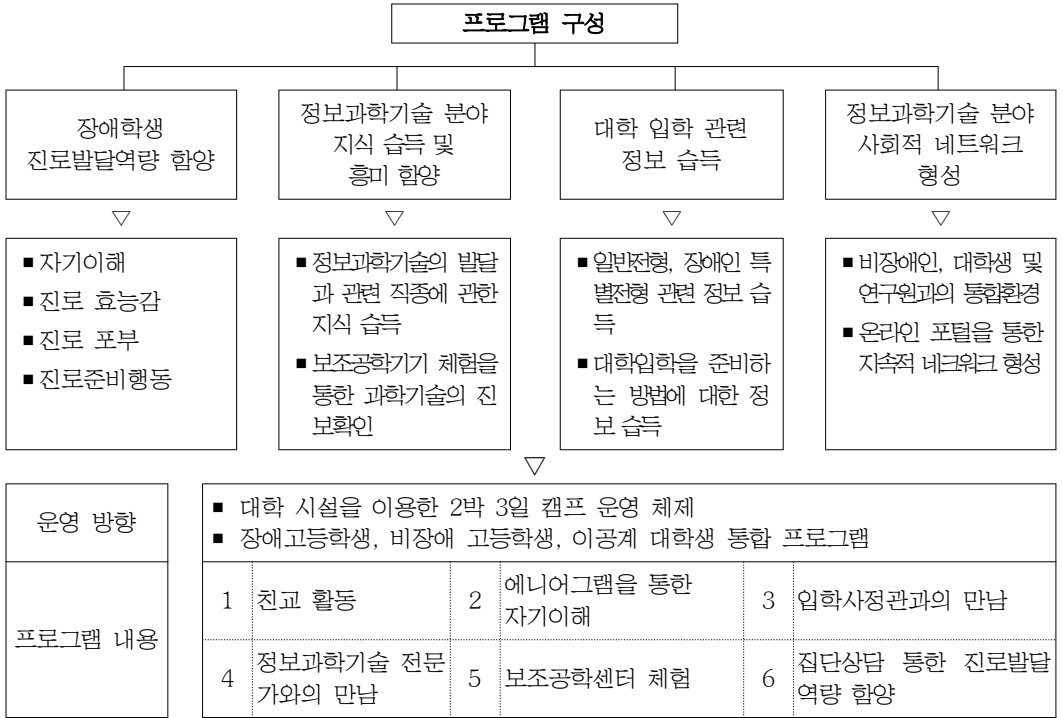 프로그램 구성
장애학생
진로발달역량 함양
정보과학기술 분야
지식 습득 및
흥미 함양
대학 입학 관련
정보 습득
정보과학기술 분야
사회적 네트워크
형성
▽ ▽ ▽ ▽
■ 자기이해
■ 진로 효능감
■ 진로 포부
■ 진로준비행동
■ 정보과학기술의 발달
과 관련 직종에 관한
지식 습득
■ 보조공학기기 체험을
통한 과학기술의 진
보확인
■ 일반전형, 장애인 특
별전형 관련 정보 습
득
■ 대학입학을 준비하
는 방법에 대한 정
보 습득
■ 비장애인, 대학생 및
연구원과의 통합환경
■ 온라인 포털을 통한
지속적 네크워크 형성
▽
운영 방향
■ 대학 시설을 이용한 2박 3일 캠프 운영 체제
■ 장애고등학생, 비장애 고등학생, 이공계 대학생 통합 프로그램
프로그램 내용
1 친교 활동
2 에니어그램을 통한
자기이해
3 입학사정관과의 만남
4 정보과학기술 전문
가와의 만남
5 보조공학센터 체험
6 집단상담 통한 진로발달
역량 함양